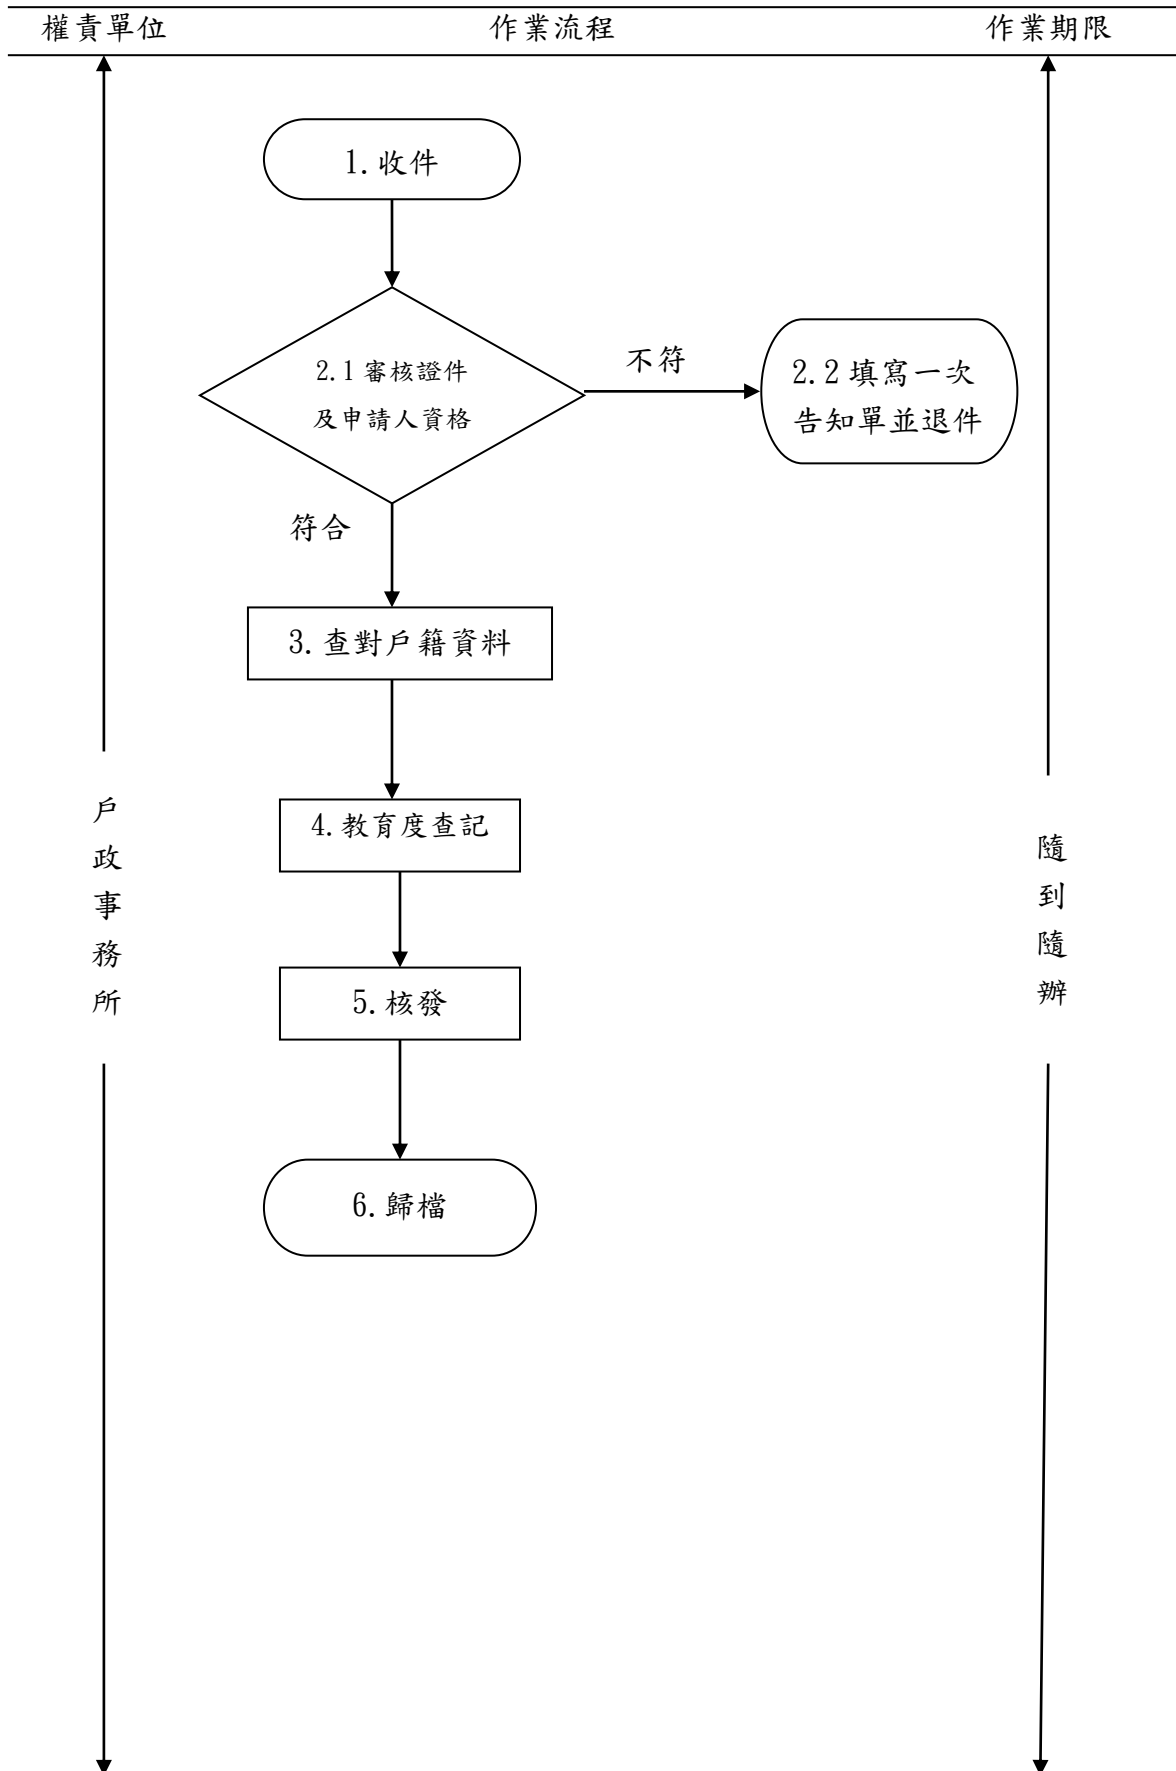 權責單位 作業流程 作業期限
1.收件
2.1 審核證件
及申請人資格
不符
2.2 填寫一次
告知單並退件
符合
3.查對戶籍資料
4.教育度查記
5.核發
6.歸檔
戶
政
事
務
所
隨
到
隨
辦